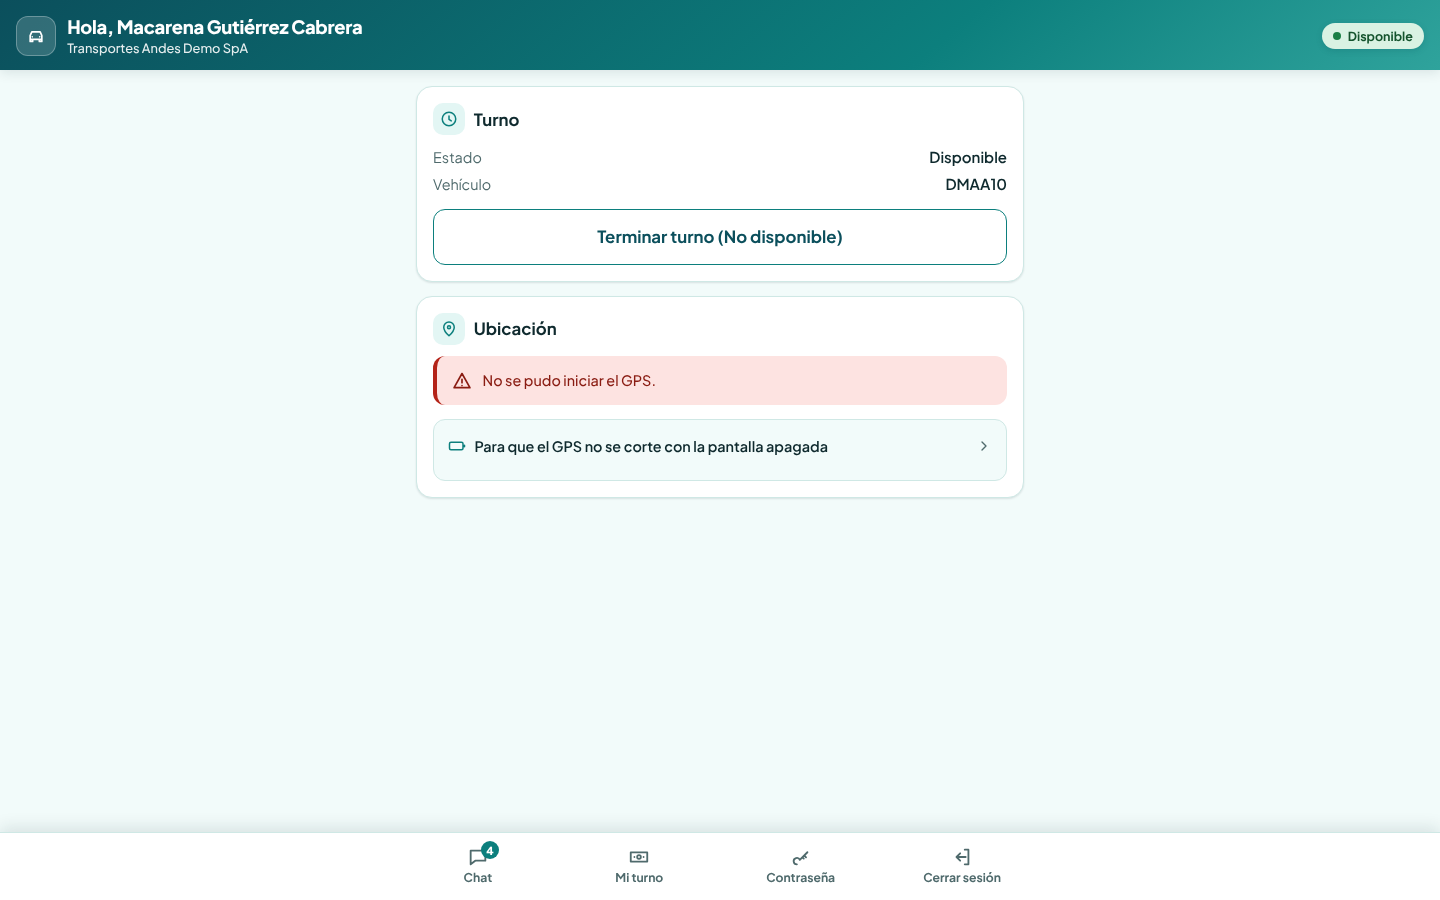 Hola, Macarena Gutiérrez Cabrera
Transportes Andes Demo SpA
Disponible
Turno
Estado
Disponible
Vehículo
DMAA10
Terminar turno (No disponible)
Ubicación
No se pudo iniciar el GPS.
Para que el GPS no se corte con la pantalla apagada
4
Chat
Mi turno
Contraseña
Cerrar sesión